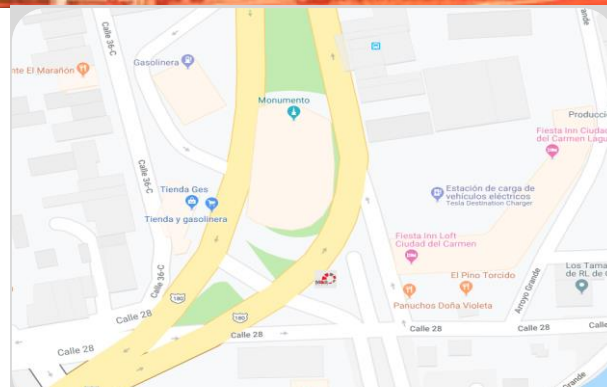 Calle 36-C
Gasolinera
nte El Marañón
Monumento
Grande
Producci
Fiesta Inn Ciudad
del Carmen Lagu
Calle 36-C
Tienda Ges
Tienda y gasolinera
Estación de carga de
vehículos eléctricos
Tesla Destination Charger
Fiesta Inn Loft
Ciudad del Carmen
Calle 36-C
El Pino Torcido
Los Tama
de RL de C
Panuchos Doña Violeta
Arroyo Grande
180
180
Calle 28
Calle 28
Calle 28
Calle 28
Calle
Calle 28
Grande